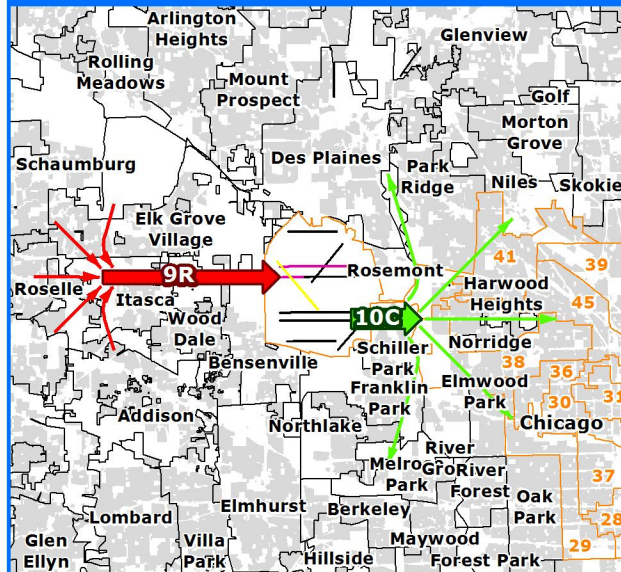 Arlington
Heights
Glenview
Rolling
Meadows
Mount
Prospect
Golf
Morton
Grove
Schaumburg
Des Plaines
Park
Ridge
Niles
Skokie
Elk Grove
Village
41
39
9R
Rosemont
Roselle
Itasca
Harwood
Heights
45
Wood
Dale
10C
Norridge
Bensenville
Schiller
Park
38
36
Franklin
Park
Elmwood
Park
30
31
Addison
Northlake
Chicago
River
Grove
Melrose
Park
River
Forest
37
Elmhurst
Berkeley
Oak
Park
Lombard
28
Glen
Ellyn
Villa
Park
Maywood
29
Hillside
Forest Park